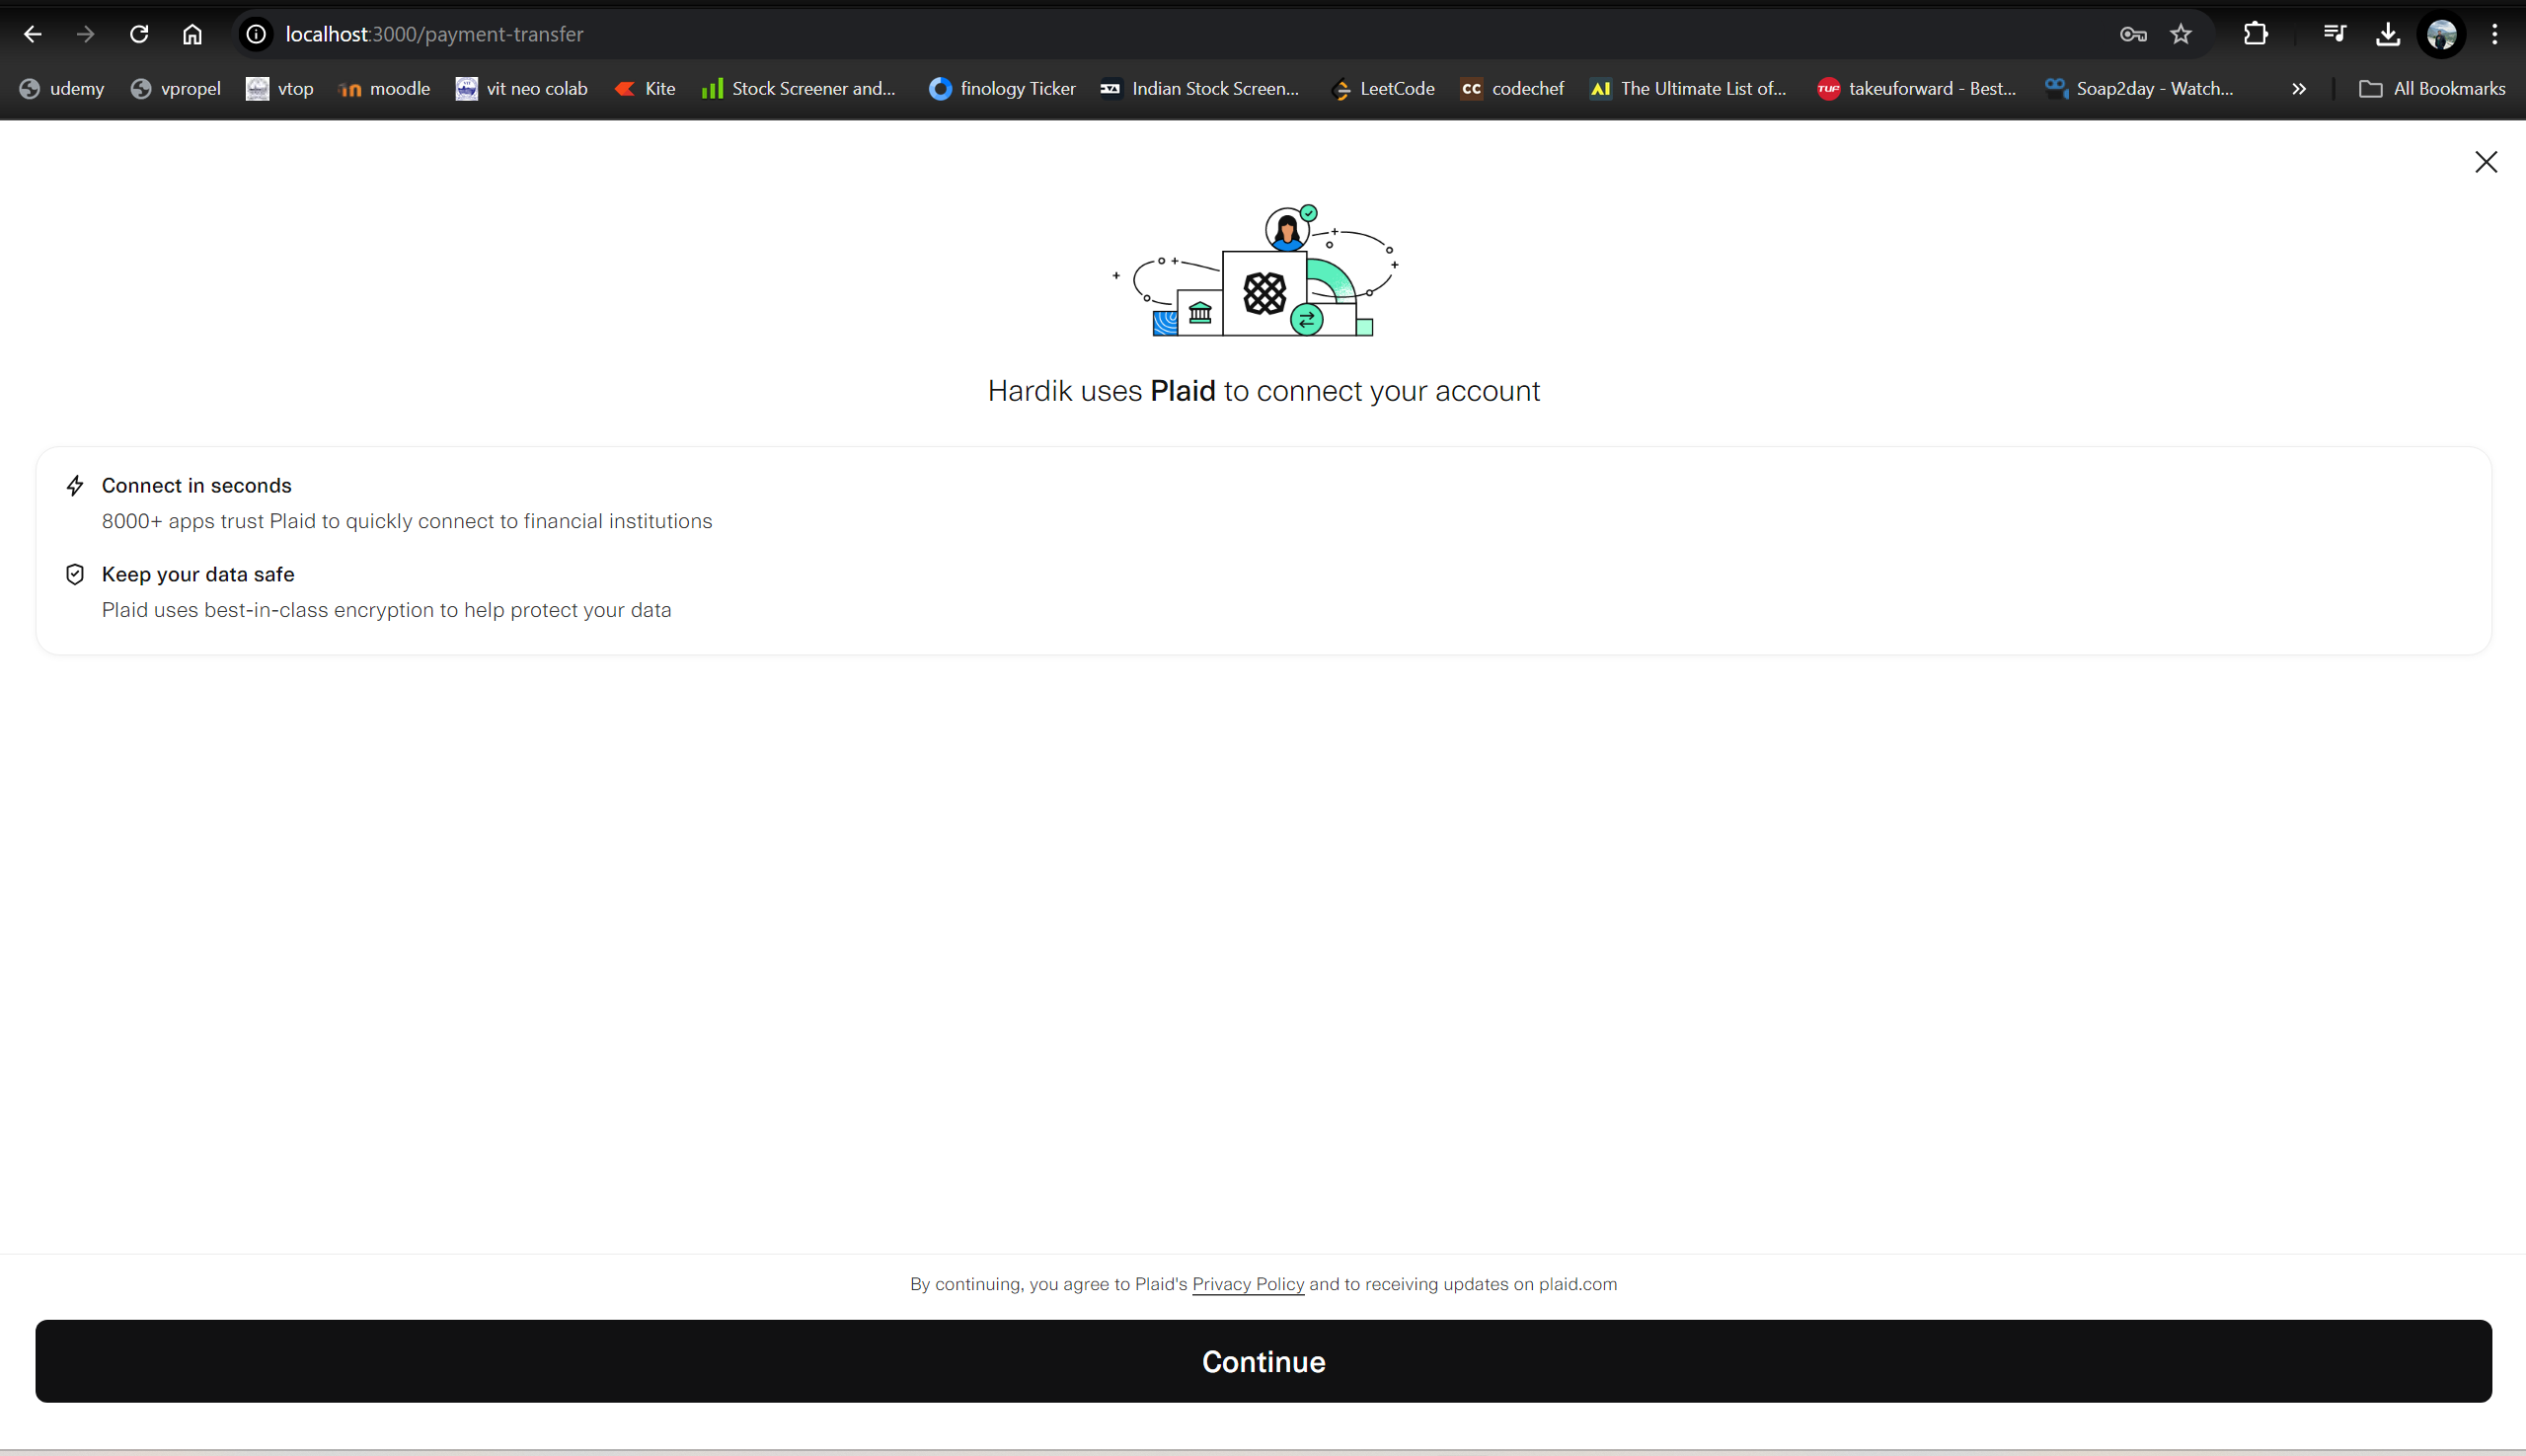 localhost:3000/payment-transfer
udemy vpropel vtop moodle vit neo colab Kite Stock Screener and... finology Ticker Indian Stock Screen... LeetCode CC codechef AI The Ultimate List of... TUF takeuforward - Best... Soap2day - Watch... All Bookmarks
Hardik uses Plaid to connect your account
Connect in seconds
8000+ apps trust Plaid to quickly connect to financial institutions
Keep your data safe
Plaid uses best-in-class encryption to help protect your data
By continuing, you agree to Plaid's Privacy Policy and to receiving updates on plaid.com
Continue